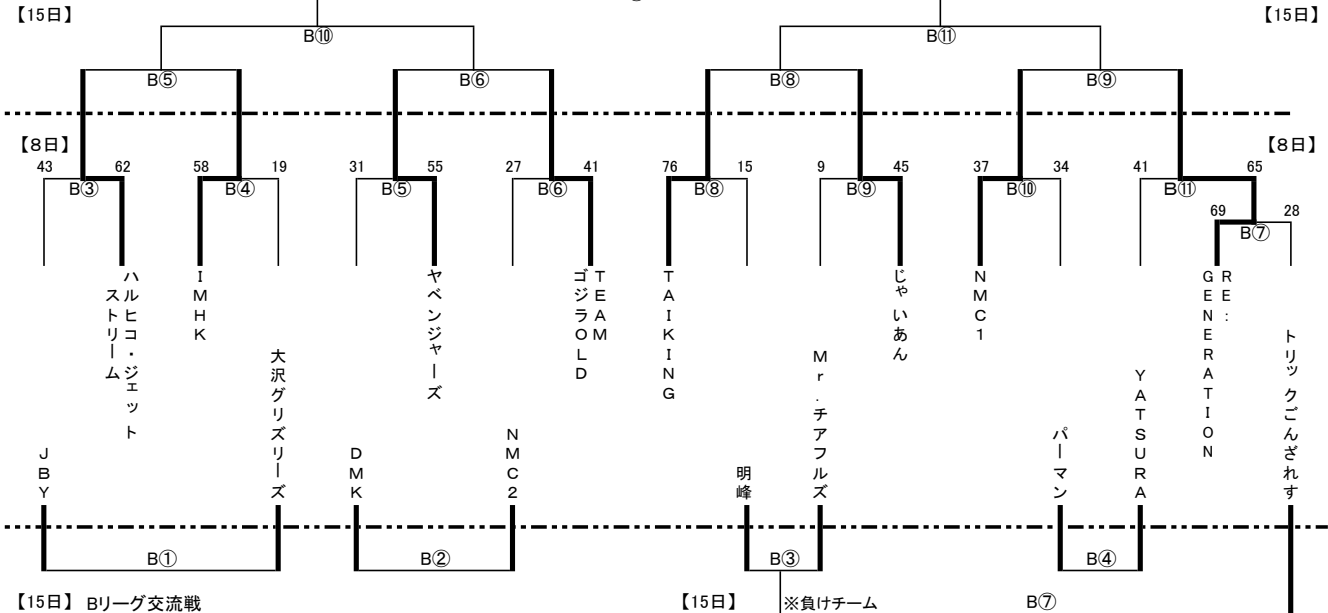 【15日】
【15日】
B⑩
B⑪
B⑤
B⑥
B⑧
B⑨
【8日】
【8日】
43 62 58 19 31 55 27 41 76 15 9 45 37 34 41 65
B③ B④ B⑤ B⑥ B⑧ B⑨ B⑩ B⑪
69 28
B⑦
JBY
ハルヒコ・ジェット
ストリーム
IMHK
大沢グリズリーズ
DMK
ヤベンジャーズ
NMC2
TEAM
ゴジラOLD
TAIKING
明峰
Mr.チアフルズ
じゃいあん
NMC1
パーマン
YATSURA
RE:
GENERATION
トリックごんざれす
B① B② B③ B④
【15日】 Bリーグ交流戦
【15日】 ※負けチーム
B⑦